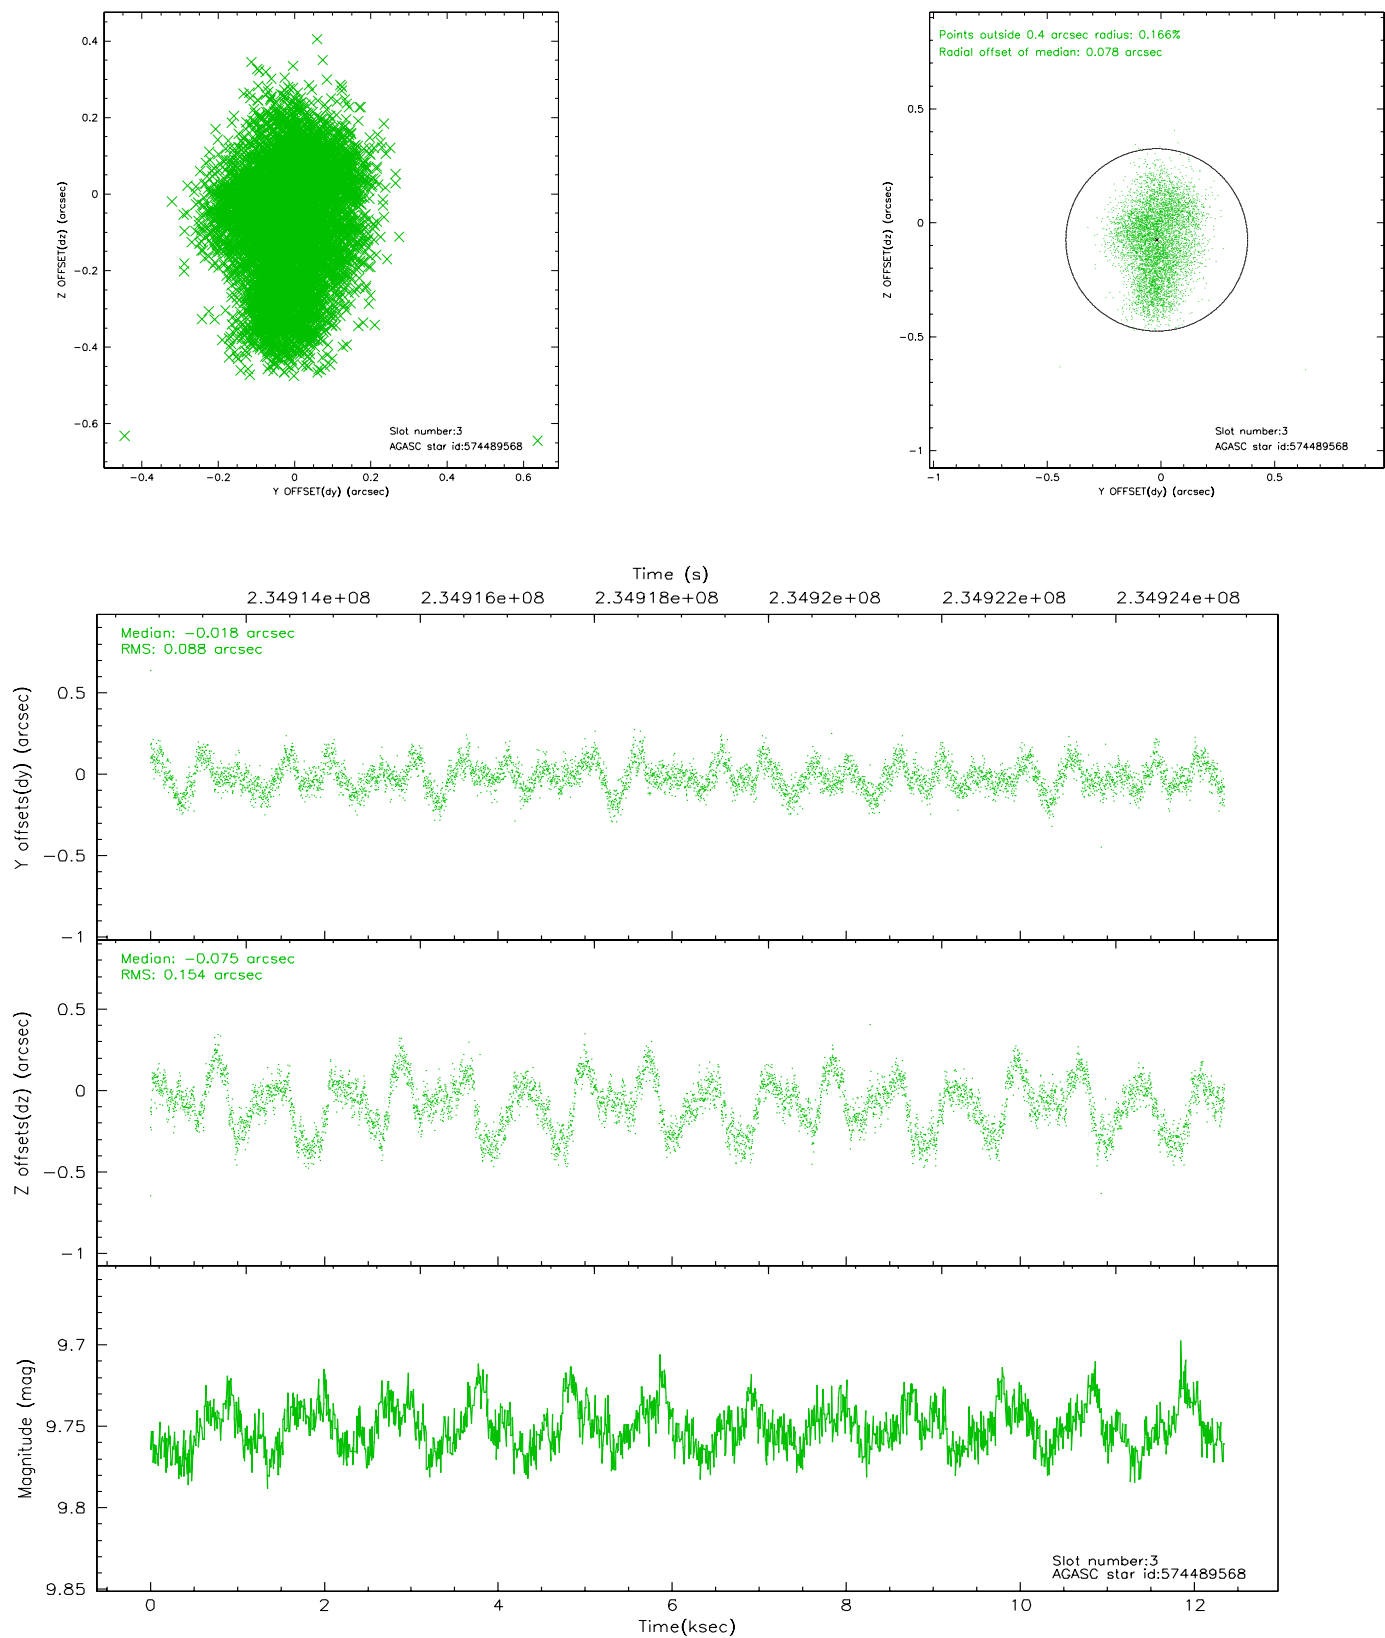 0.4
0.2
0
−0.2
−0.4
−0.6
Z OFFSET(dz) (arcsec)
Slot number:3
AGASC star id:574489568
−0.4 −0.2 0 0.2 0.4 0.6
Y OFFSET(dy) (arcsec)
Points outside 0.4 arcsec radius: 0.166%
Radial offset of median: 0.078 arcsec
0.5
0
−0.5
−1
Z OFFSET(dz) (arcsec)
Slot number:3
AGASC star id:574489568
−1 −0.5 0 0.5 1
Y OFFSET(dy) (arcsec)
Time (s)
2.34914e+08 2.34916e+08 2.34918e+08 2.3492e+08 2.34922e+08 2.34924e+08
Median: −0.018 arcsec
RMS: 0.088 arcsec
0.5
0
−0.5
−1
Y offsets(dy) (arcsec)
Median: −0.075 arcsec
RMS: 0.154 arcsec
0.5
0
−0.5
−1
Z offsets(dz) (arcsec)
9.7
9.75
9.8
9.85
Magnitude (mag)
Slot number:3
AGASC star id:574489568
0 2 4 6 8 10 12
Time(ksec)